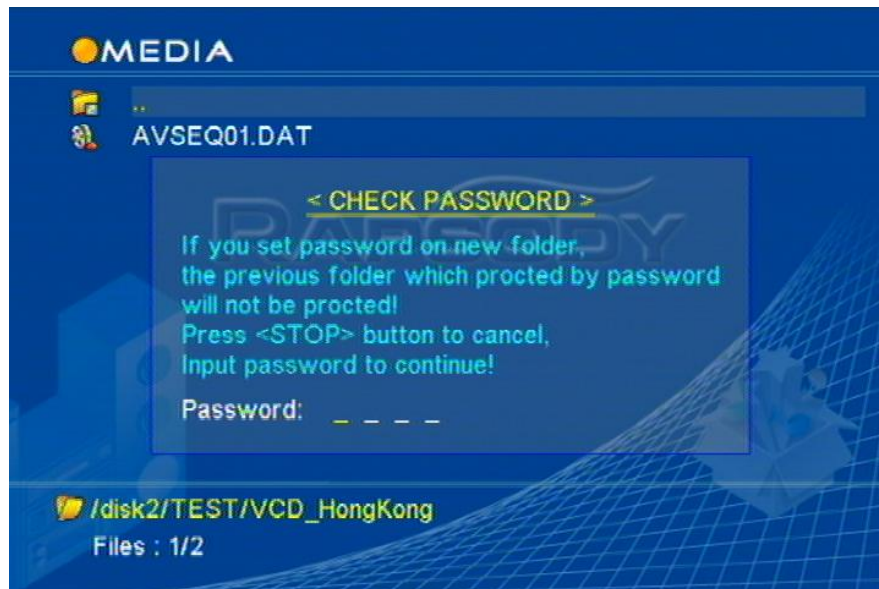 MEDIA
..
AVSEQ01.DAT
< CHECK PASSWORD >
RAPSODY
If you set password on new folder,
the previous folder which procted by password
will not be procted!
Press <STOP> button to cancel,
Input password to continue!
Password: _ _ _ _
/disk2/TEST/VCD_HongKong
Files : 1/2